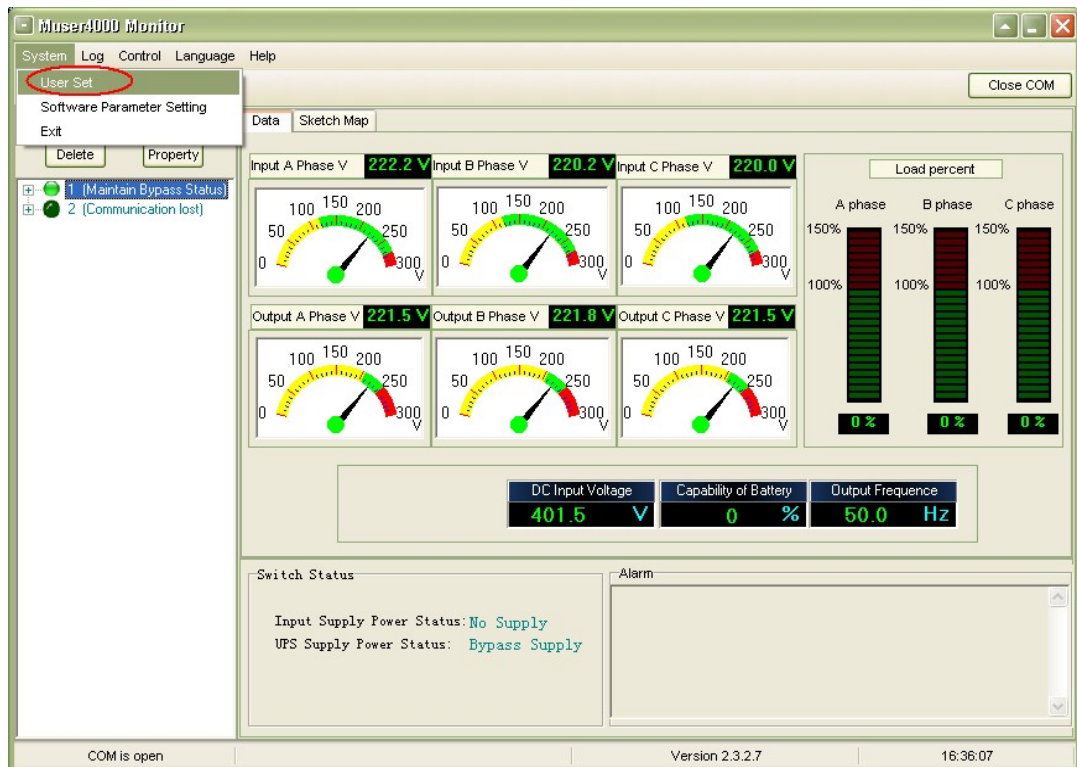 Muser4000 Monitor
System Log Control Language Help
User Set
Software Parameter Setting
Exit
Close COM
Delete Property
1 (Maintain Bypass Status)
2 (Communication lost)
Data Sketch Map
Input A Phase V 222.2 V Input B Phase V 220.2 V Input C Phase V 220.0 V
0 50 100 150 200 250 300 V
0 50 100 150 200 250 300 V
0 50 100 150 200 250 300 V
Output A Phase V 221.5 V Output B Phase V 221.8 V Output C Phase V 221.5 V
0 50 100 150 200 250 300 V
0 50 100 150 200 250 300 V
0 50 100 150 200 250 300 V
Load percent
A phase B phase C phase
150% 150% 150%
100% 100% 100%
0 % 0 % 0 %
DC Input Voltage Capability of Battery Output Frequence
401.5 V 0 % 50.0 Hz
Switch Status
Input Supply Power Status: No Supply
UPS Supply Power Status: Bypass Supply
Alarm
COM is open Version 2.3.2.7 16:36:07